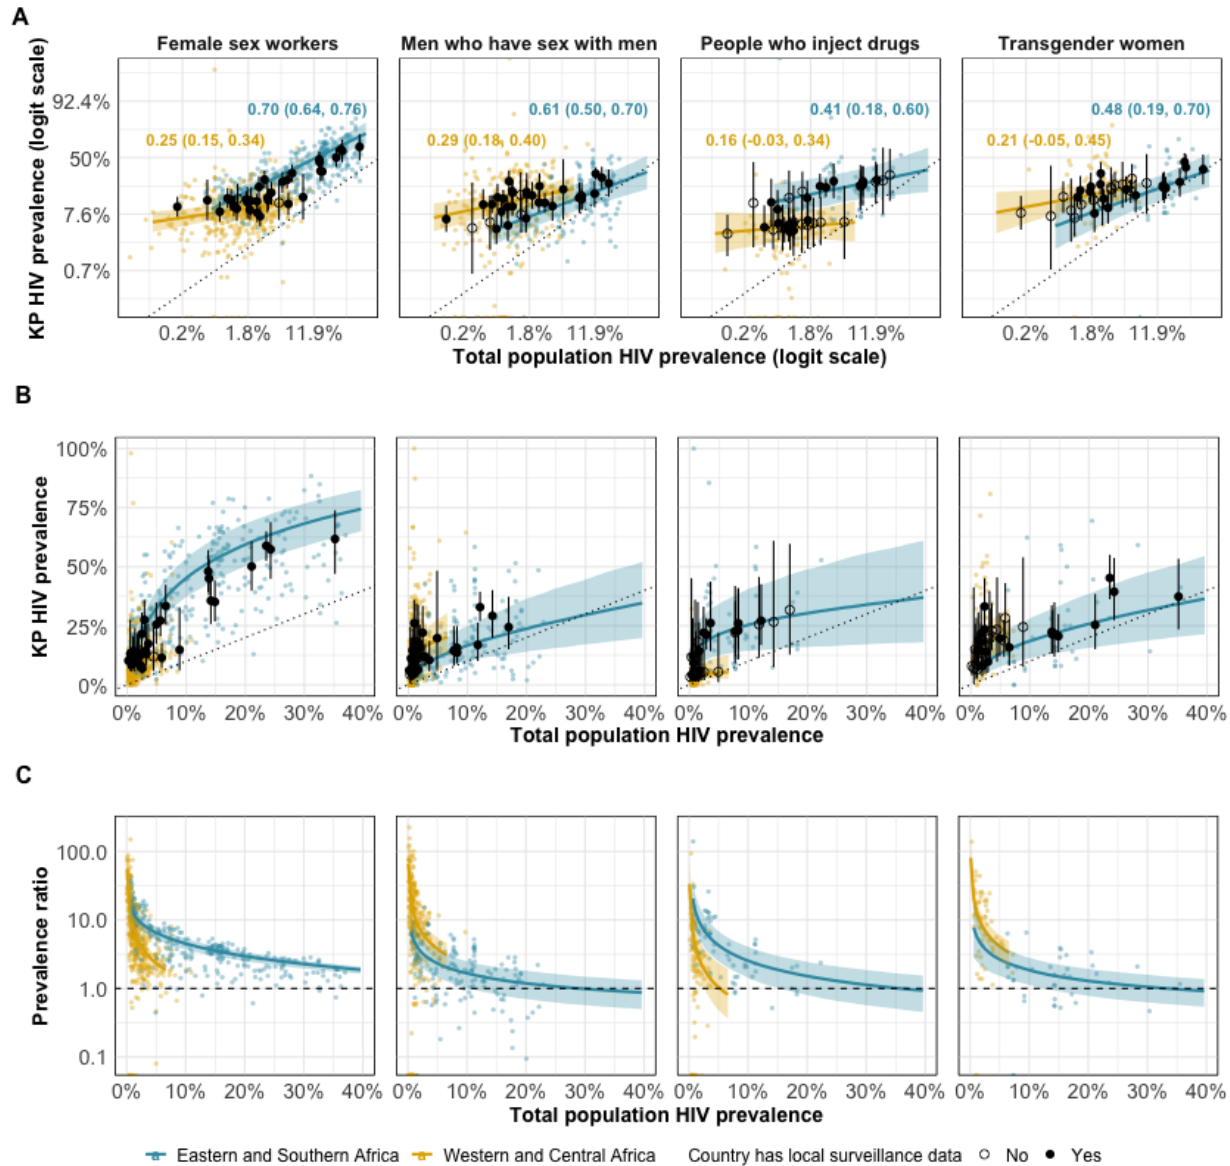 A
Female sex workers
Men who have sex with men
People who inject drugs
Transgender women
KP HIV prevalence (logit scale)
92.4%
50%
7.6%
0.7%
0.70 (0.64, 0.76)
0.25 (0.15, 0.34)
0.61 (0.50, 0.70)
0.29 (0.18, 0.40)
0.41 (0.18, 0.60)
0.16 (-0.03, 0.34)
0.48 (0.19, 0.70)
0.21 (-0.05, 0.45)
0.2% 1.8% 11.9% 0.2% 1.8% 11.9% 0.2% 1.8% 11.9% 0.2% 1.8% 11.9%
Total population HIV prevalence (logit scale)
B
KP HIV prevalence
100%
75%
50%
25%
0%
0% 10% 20% 30% 40% 0% 10% 20% 30% 40% 0% 10% 20% 30% 40% 0% 10% 20% 30% 40%
Total population HIV prevalence
C
Prevalence ratio
100.0
10.0
1.0
0.1
0% 10% 20% 30% 40% 0% 10% 20% 30% 40% 0% 10% 20% 30% 40% 0% 10% 20% 30% 40%
Total population HIV prevalence
Eastern and Southern Africa Western and Central Africa Country has local surveillance data No Yes